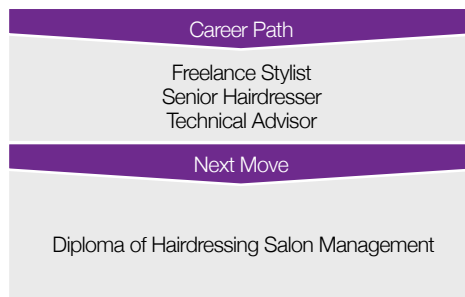 Career Path
Freelance Stylist
Senior Hairdresser
Technical Advisor
Next Move
Diploma of Hairdressing Salon Management